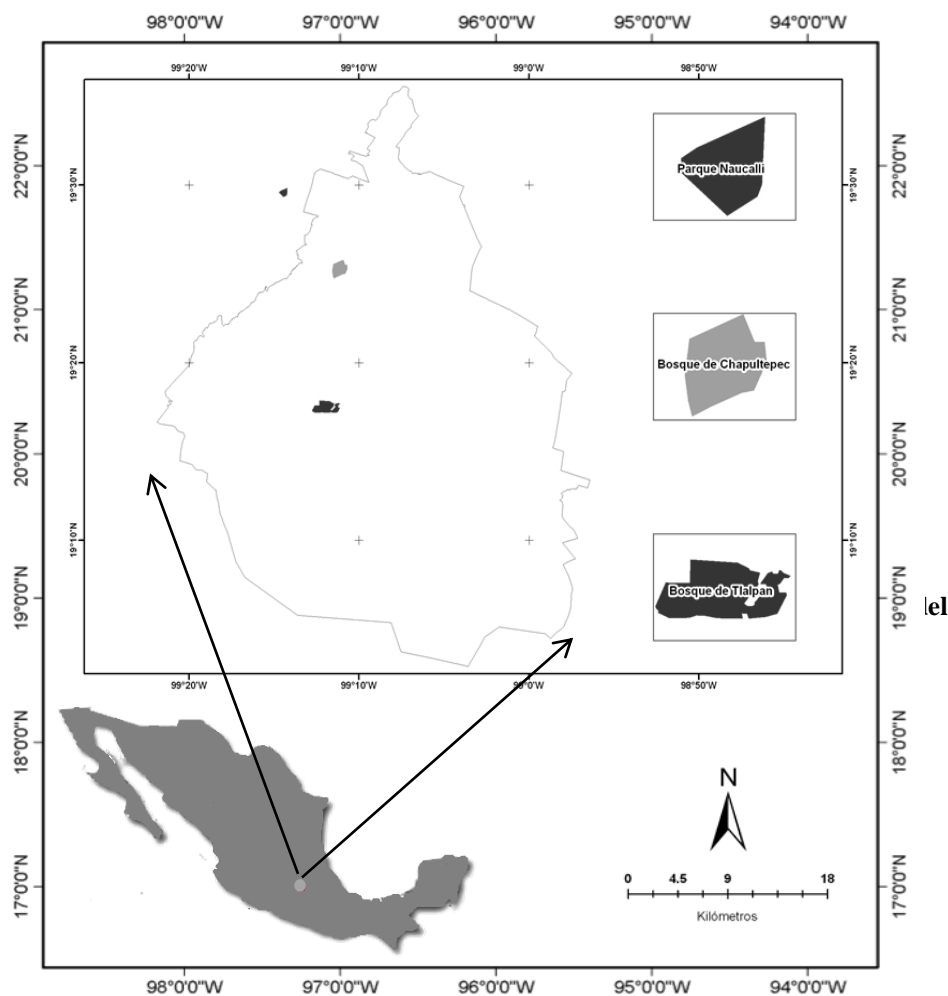 98°0'0"W 97°0'0"W 96°0'0"W 95°0'0"W 94°0'0"W
99°20'W 99°10'W 99°0'W 98°50'W
22°0'0"N
21°0'0"N
20°0'0"N
19°0'0"N
18°0'0"N
17°0'0"N
19°30'N
19°20'N
19°10'N
Parque Naucalli
Bosque de Chapultepec
Bosque de Tlalpan
19°30'N
19°20'N
19°10'N
22°0'0"N
21°0'0"N
20°0'0"N
19°0'0"N
18°0'0"N
17°0'0"N
del
99°20'W 99°10'W 99°0'W 98°50'W
N
0 4.5 9 18
Kilómetros
98°0'0"W 97°0'0"W 96°0'0"W 95°0'0"W 94°0'0"W